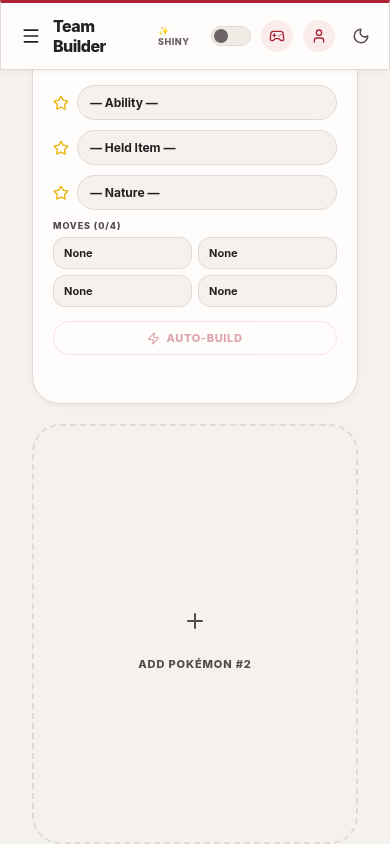 Team
Builder
✨
SHINY
— Ability —
— Held Item —
— Nature —
MOVES (0/4)
None
None
None
None
AUTO-BUILD
ADD POKÉMON #2